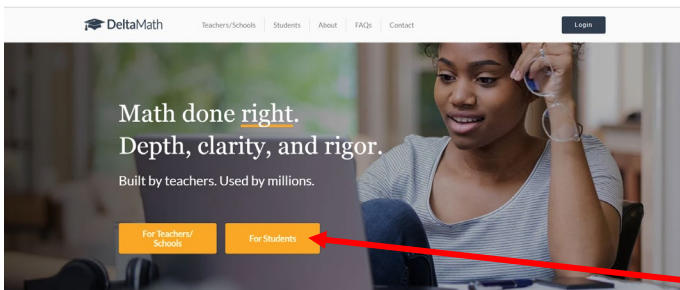 DeltaMath
Teachers/Schools Students About FAQs Contact
Login
Math done right.
Depth, clarity, and rigor.
Built by teachers. Used by millions.
For Teachers/
Schools
For Students